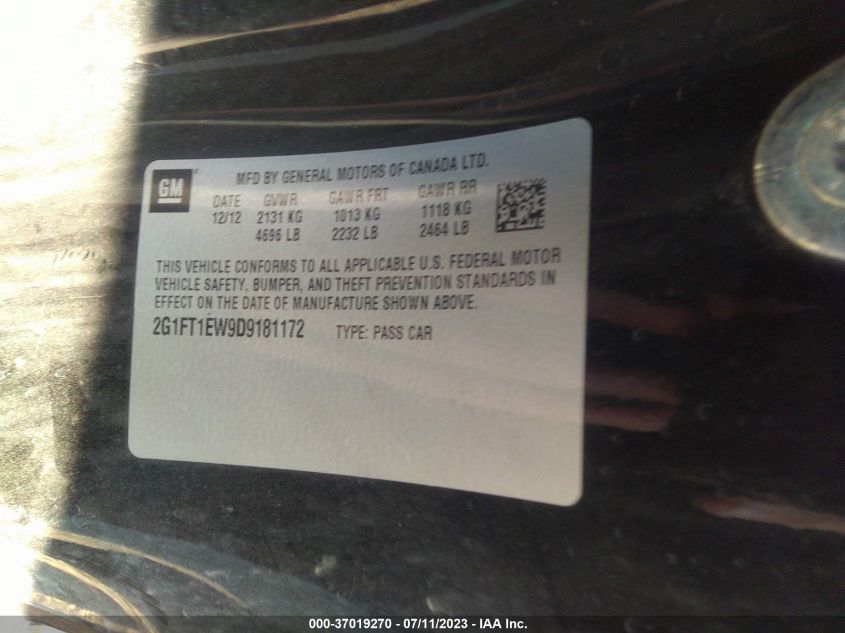 GM
MFD BY GENERAL MOTORS OF CANADA LTD.
DATE GVWR GAWR FRT GAWR RR
12/12 2131 KG 1013 KG 1118 KG
4696 LB 2232 LB 2464 LB
THIS VEHICLE CONFORMS TO ALL APPLICABLE U.S. FEDERAL MOTOR
VEHICLE SAFETY, BUMPER, AND THEFT PREVENTION STANDARDS IN
EFFECT ON THE DATE OF MANUFACTURE SHOWN ABOVE.
2G1FT1EW9D9181172 TYPE: PASS CAR
000-37019270 - 07/11/2023 - IAA Inc.